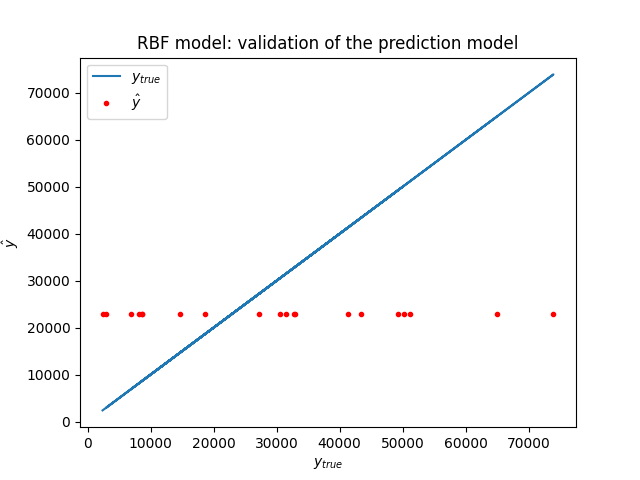 RBF model: validation of the prediction model
y_true
ŷ
70000
60000
50000
40000
30000
20000
10000
0
ŷ
0 10000 20000 30000 40000 50000 60000 70000
y_true